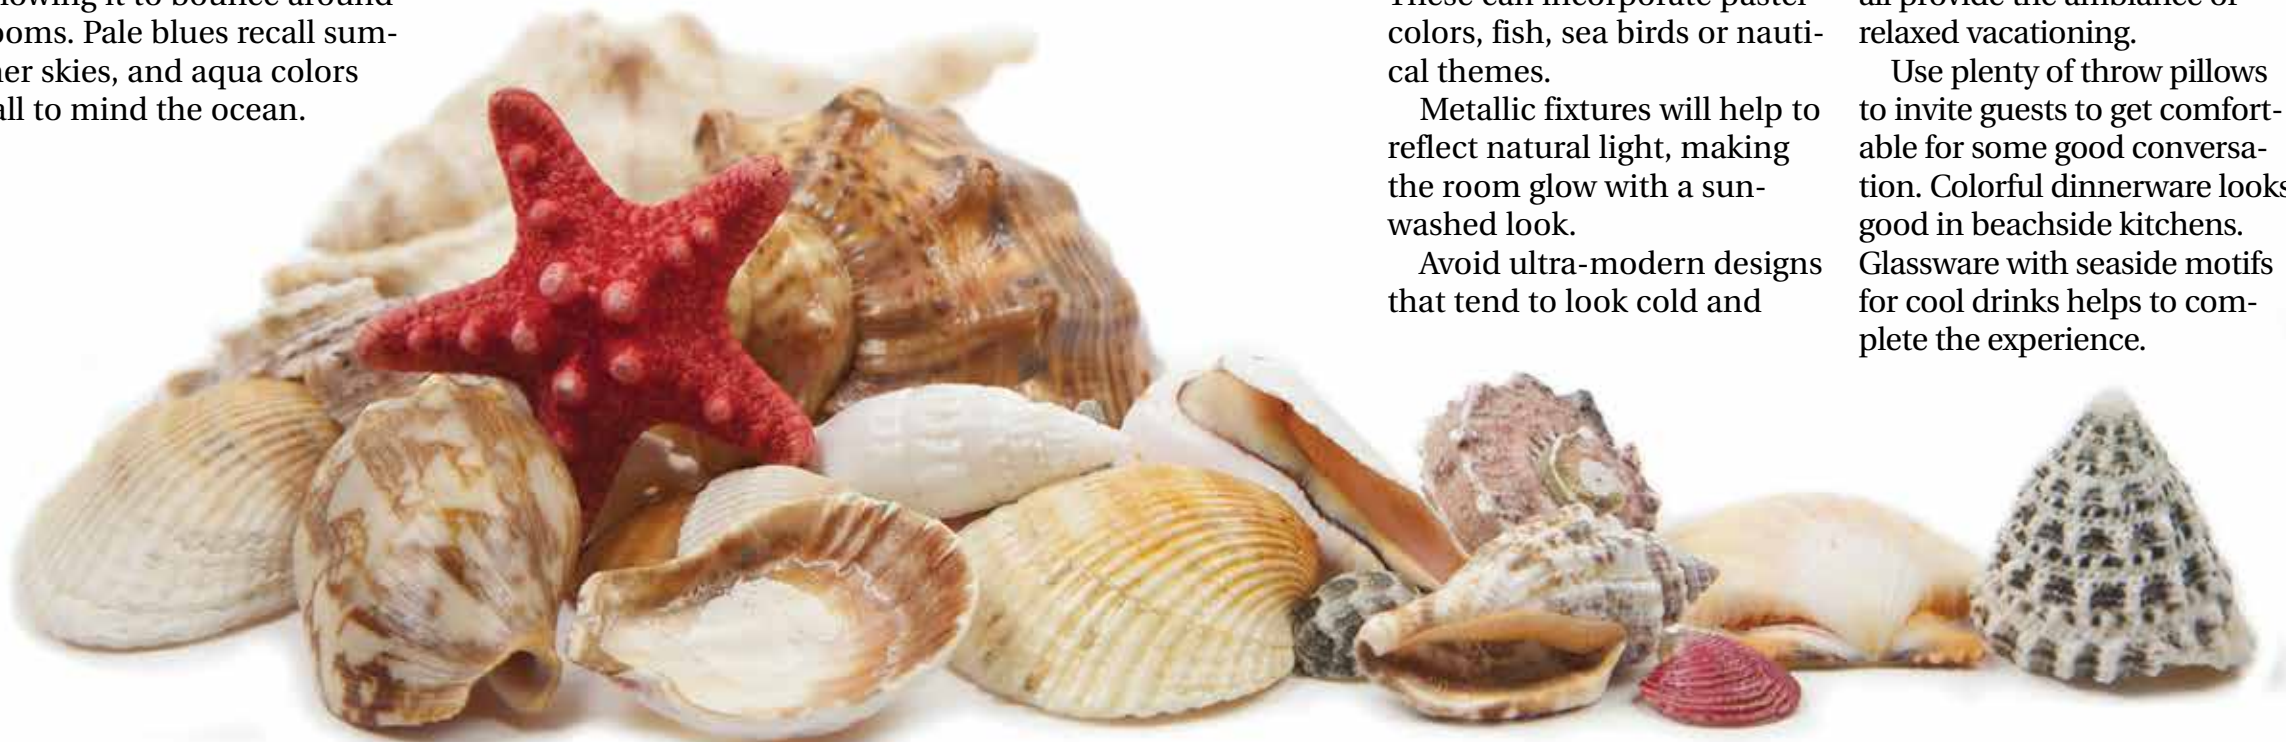 rooms. Pale blues recall sum-
skies, and aqua colors
to mind the ocean.
colors, fish, sea birds or nauti-
cal themes.
Metallic fixtures will help to
reflect natural light, making
the room glow with a sun-
washed look.
Avoid ultra-modern designs
that tend to look cold and
relaxed vacationing.
Use plenty of throw pillows
to invite guests to get comfort-
able for some good conversa-
tion. Colorful dinnerware looks
good in beachside kitchens.
Glassware with seaside motifs
for cool drinks helps to com-
plete the experience.